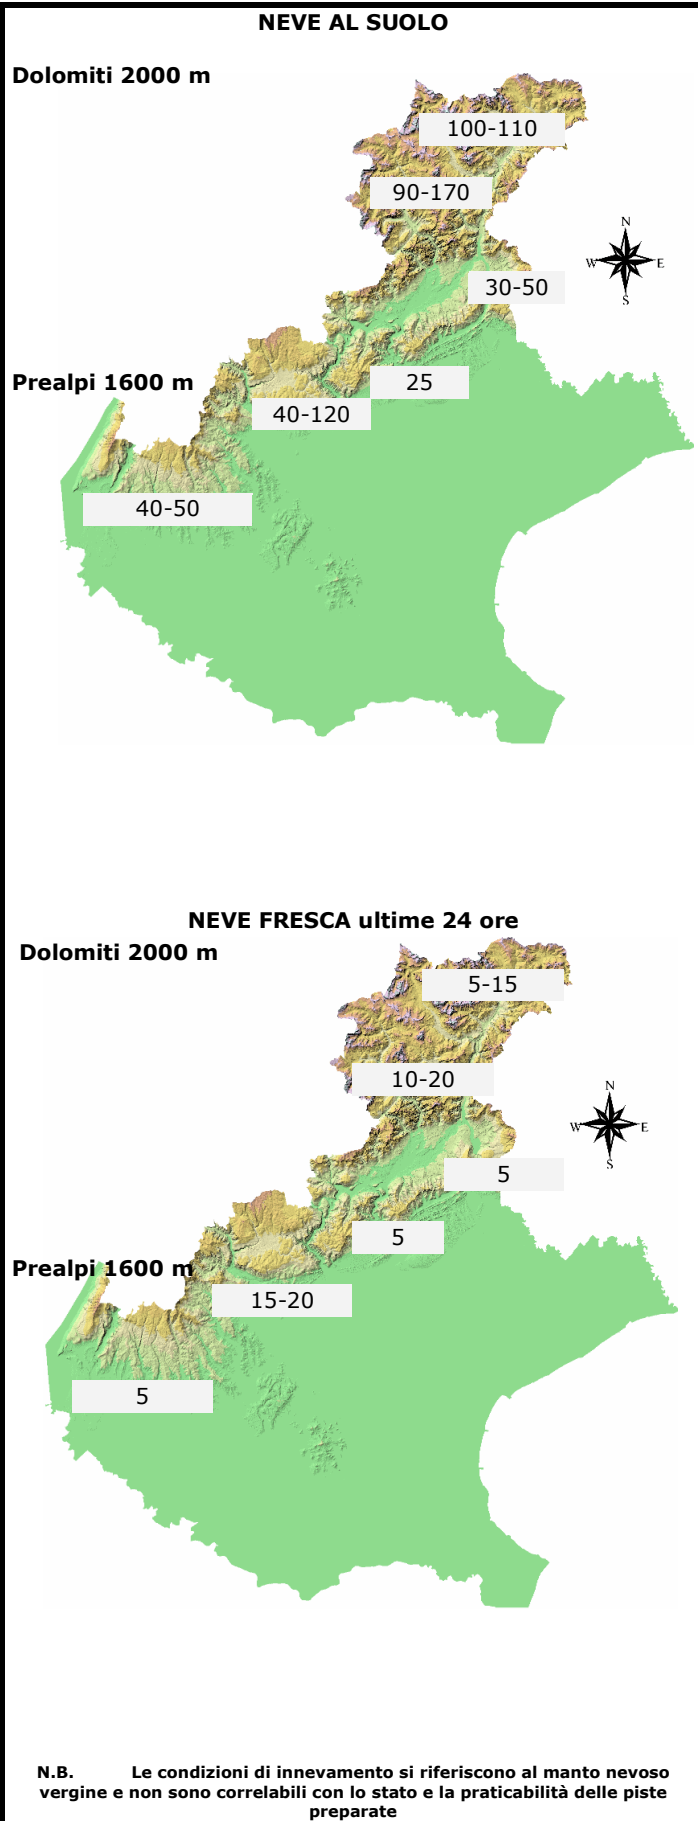 NEVE AL SUOLO
Dolomiti 2000 m
100-110
90-170
N
W E
S
30-50
Prealpi 1600 m
25
40-120
40-50
NEVE FRESCA ultime 24 ore
Dolomiti 2000 m
5-15
10-20
N
W E
S
5
5
Prealpi 1600 m
15-20
5
N.B. Le condizioni di innevamento si riferiscono al manto nevoso
vergine e non sono correlabili con lo stato e la praticabilità delle piste
preparate